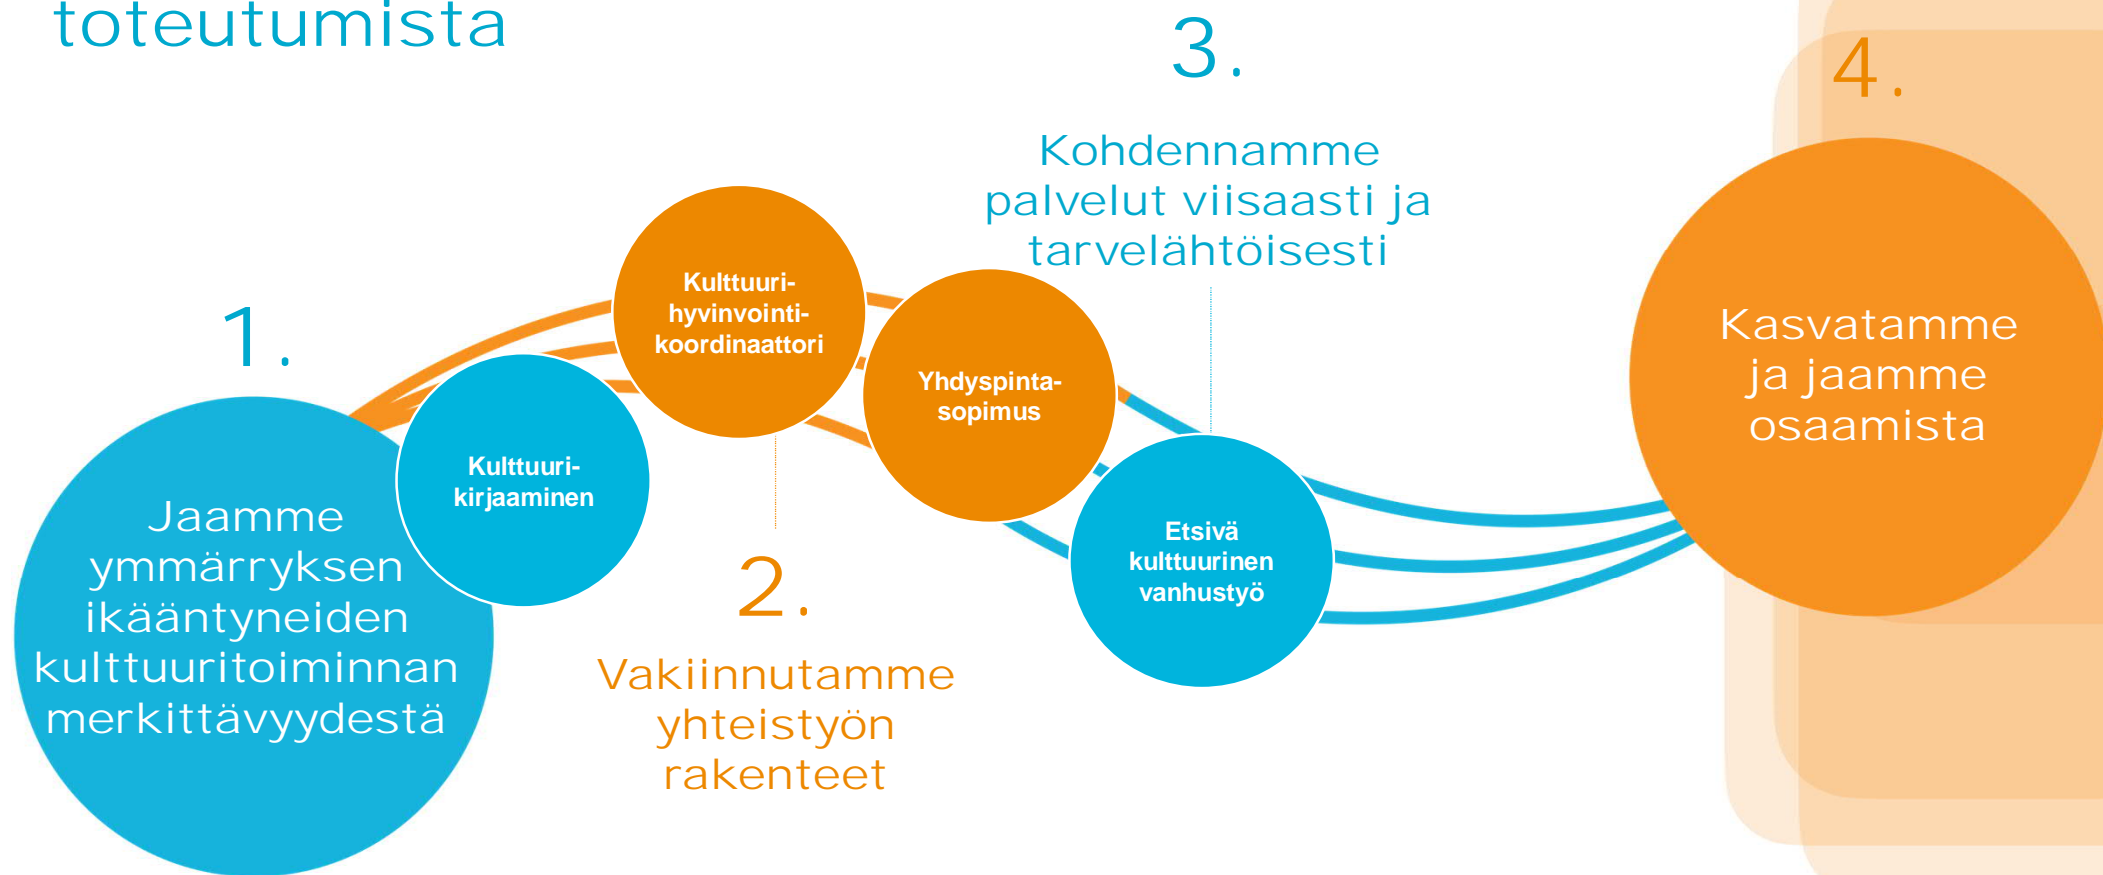 toteutumista
1.
Jaamme
ymmärryksen
ikääntyneiden
kulttuuritoiminnan
merkittävyydestä
Kulttuuri-
kirjaaminen
Kulttuuri-
hyvinvointi-
koordinaattori
2.
Vakiinnutamme
yhteistyön
rakenteet
Yhdyspinta-
sopimus
3.
Kohdennamme
palvelut viisaasti ja
tarvelähtöisesti
Etsivä
kulttuurinen
vanhustyö
4.
Kasvatamme
ja jaamme
osaamista